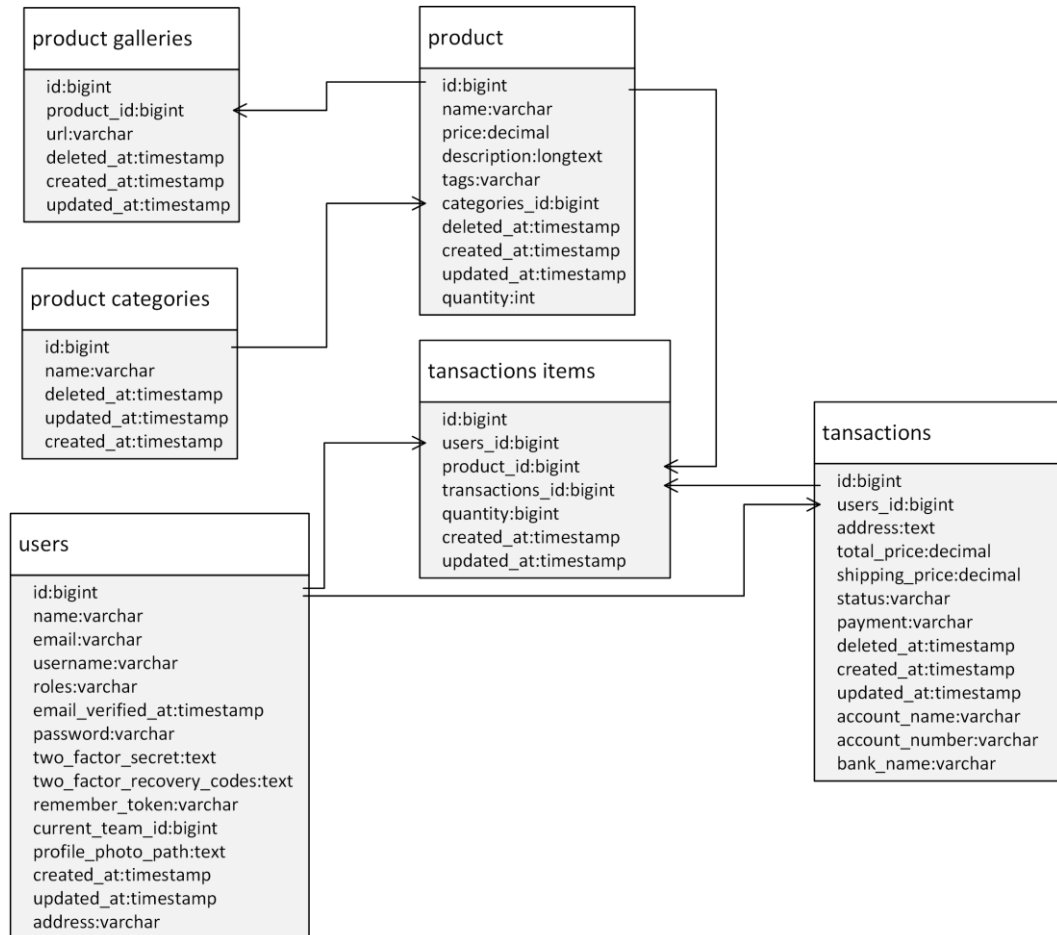 product galleries
id:bigint
product_id:bigint
url:varchar
deleted_at:timestamp
created_at:timestamp
updated_at:timestamp
product
id:bigint
name:varchar
price:decimal
description:longtext
tags:varchar
categories_id:bigint
deleted_at:timestamp
created_at:timestamp
updated_at:timestamp
quantity:int
product categories
id:bigint
name:varchar
deleted_at:timestamp
updated_at:timestamp
created_at:timestamp
tansactions items
id:bigint
users_id:bigint
product_id:bigint
transactions_id:bigint
quantity:bigint
created_at:timestamp
updated_at:timestamp
tansactions
id:bigint
users_id:bigint
address:text
total_price:decimal
shipping_price:decimal
status:varchar
payment:varchar
deleted_at:timestamp
created_at:timestamp
updated_at:timestamp
account_name:varchar
account_number:varchar
bank_name:varchar
users
id:bigint
name:varchar
email:varchar
username:varchar
roles:varchar
email_verified_at:timestamp
password:varchar
two_factor_secret:text
two_factor_recovery_codes:text
remember_token:varchar
current_team_id:bigint
profile_photo_path:text
created_at:timestamp
updated_at:timestamp
address:varchar